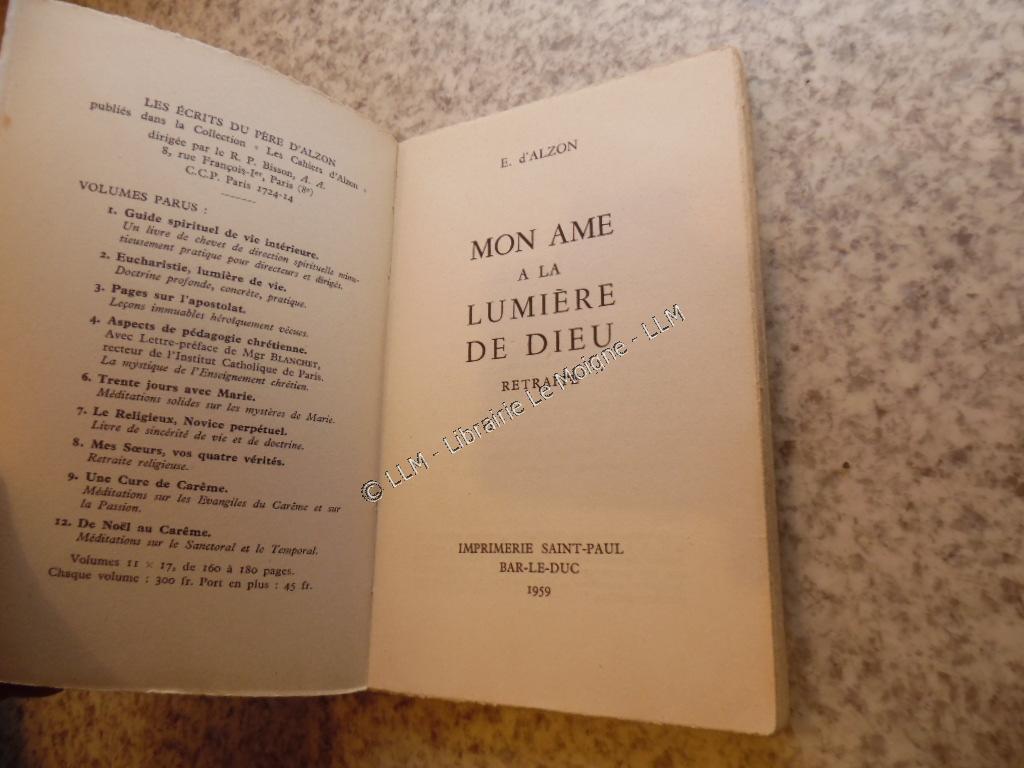 LES ÉCRITS DU PÈRE D'ALZON
publiés dans la Collection « Les Cahiers d'Alzon »
dirigée par le R. P. Bisson, A. A.
8, rue François-Ier, Paris (8e)
C.C.P. Paris 1724-14
VOLUMES PARUS :
1. Guide spirituel de vie intérieure.
Un livre de chevet de direction spirituelle minu-
tieusement pratique pour directeurs et dirigés.
2. Eucharistie, lumière de vie.
Doctrine profonde, concrète, pratique.
3. Pages sur l'apostolat.
Leçons immuables héroïquement vécues.
4. Aspects de pédagogie chrétienne.
Avec Lettre-préface de Mgr BLANCHET,
recteur de l'Institut Catholique de Paris.
La mystique de l'Enseignement chrétien.
6. Trente jours avec Marie.
Méditations solides sur les mystères de Marie.
7. Le Religieux, Novice perpétuel.
Livre de sincérité de vie et de doctrine.
8. Mes Sœurs, vos quatre vérités.
Retraite religieuse.
9. Une Cure de Carême.
Méditations sur les Evangiles du Carême et sur
la Passion.
12. De Noël au Carême.
Méditations sur le Sanctoral et le Temporal.
Volumes 11 × 17, de 160 à 180 pages.
Chaque volume : 300 fr. Port en plus : 45 fr.
E. d'ALZON
MON AME
A LA
LUMIÈRE
DE DIEU
IMPRIMERIE SAINT-PAUL
BAR-LE-DUC
1959
© LLM - Librairie Le Moigne - LLM